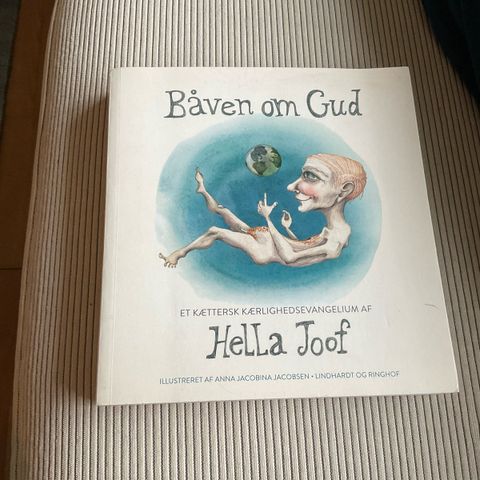 Båven om Gud
ET KÆTTERSK KÆRLIGHEDSEVANGELIUM AF
Hella Joof
ILLUSTRERET AF ANNA JACOBINA JACOBSEN • LINDHARDT OG RINGHOF